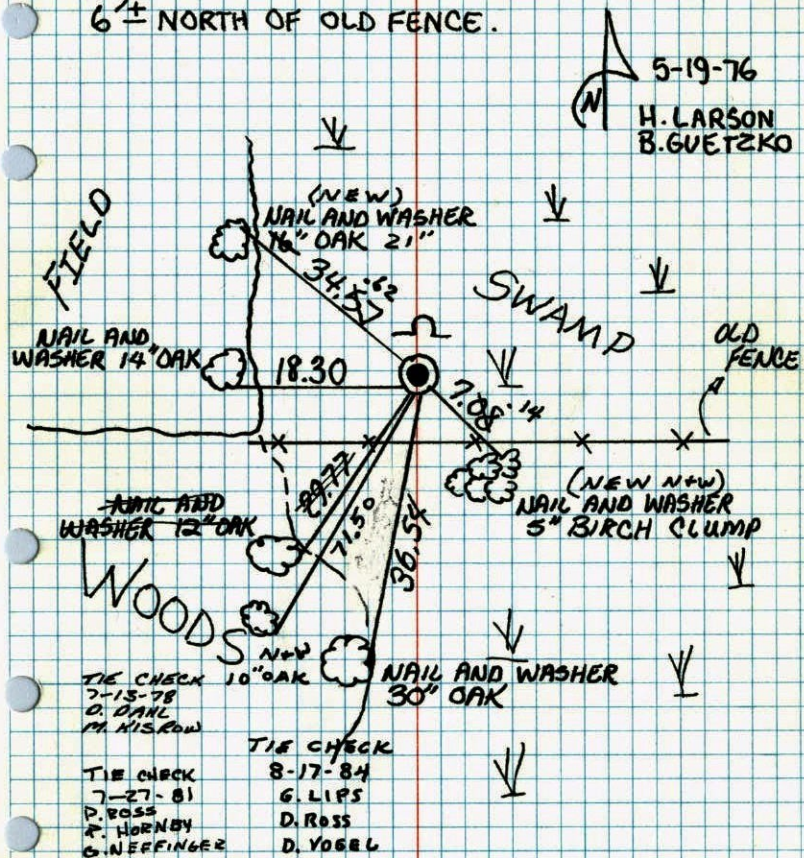 6'± NORTH OF OLD FENCE.
N
5-19-76
H. LARSON
B. GUETZKO
FIELD
(NEW)
NAIL AND WASHER
16" OAK 21"
34.57 .62
SWAMP
NAIL AND
WASHER 14" OAK
18.30
OLD
FENCE
7.08 .14
(NEW N+W)
NAIL AND WASHER
5" BIRCH CLUMP
NAIL AND
WASHER 12" OAK
29.77
71.50
36.54
WOODS
N+W
10" OAK
NAIL AND WASHER
30" OAK
TIE CHECK
7-13-78
D. DAHL
M. KISROW
TIE CHECK
7-27-81
D. ROSS
R. HORNBY
G. NEFFINGER
TIE CHECK
8-17-84
G. LIPS
D. ROSS
D. VOGEL